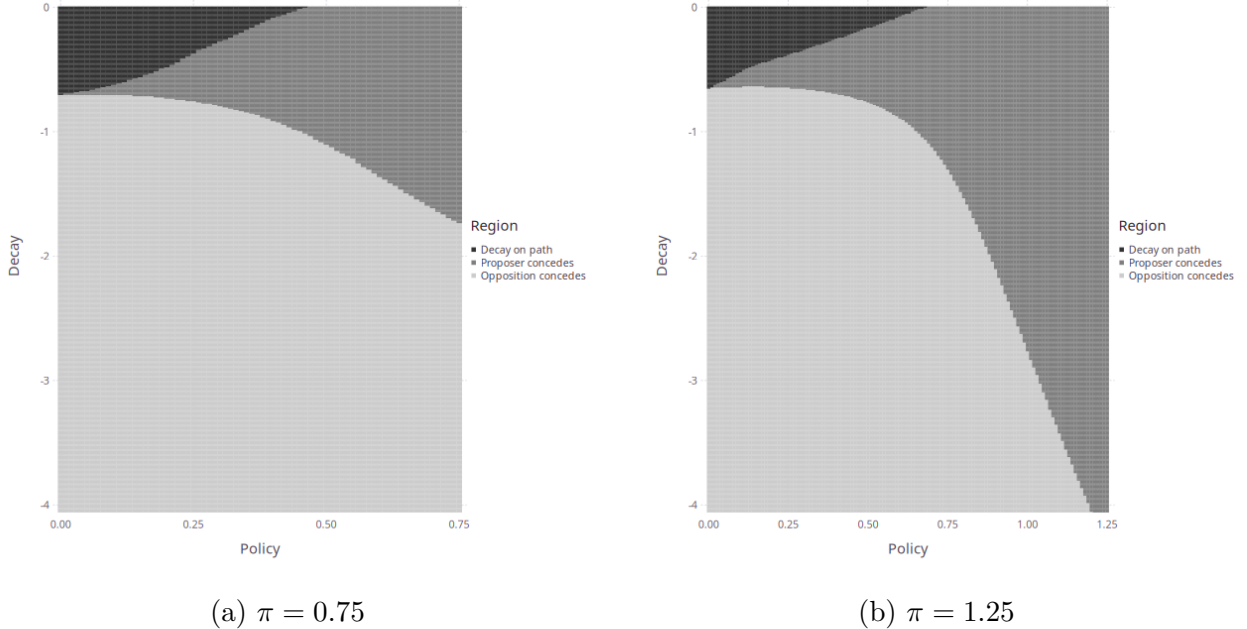 0
-1
-2
-3
-4
Decay
0.00 0.25 0.50 0.75
Policy
Region
Decay on path
Proposer concedes
Opposition concedes
(a) π = 0.75
0
-1
-2
-3
-4
Decay
0.00 0.25 0.50 0.75 1.00 1.25
Policy
Region
Decay on path
Proposer concedes
Opposition concedes
(b) π = 1.25